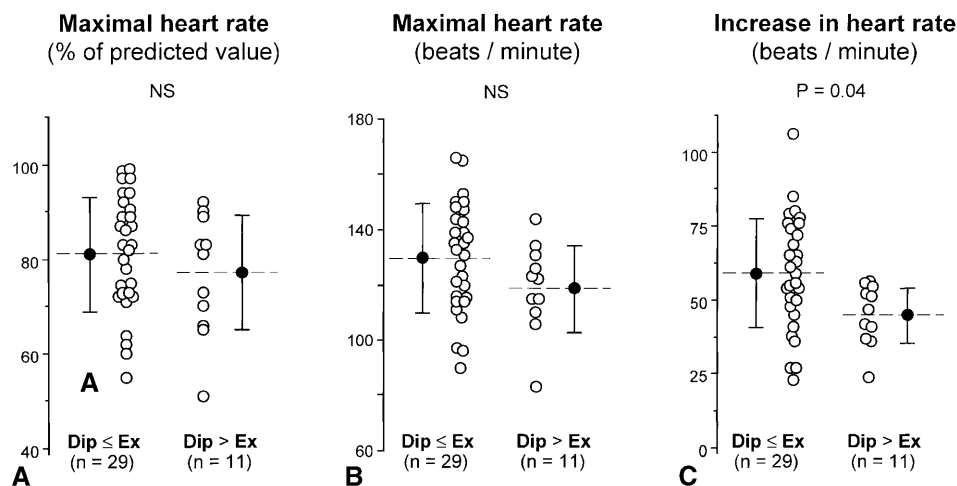 Maximal heart rate
(% of predicted value)
NS
100
80
60
40
A
Dip ≤ Ex
(n = 29)
Dip > Ex
(n = 11)
A
Maximal heart rate
(beats / minute)
NS
180
140
100
60
Dip ≤ Ex
(n = 29)
Dip > Ex
(n = 11)
B
Increase in heart rate
(beats / minute)
P = 0.04
100
75
50
25
0
Dip ≤ Ex
(n = 29)
Dip > Ex
(n = 11)
C